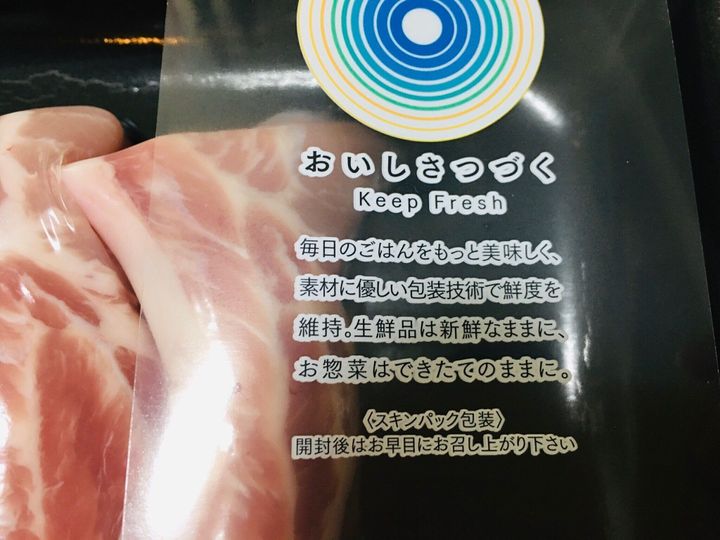 おいしさつづく
Keep Fresh
毎日のごはんをもっと美味しく、
素材に優しい包装技術で鮮度を
維持。生鮮品は新鮮なままに、
お惣菜はできたてのままに。
〈スキンパック包装〉
開封後はお早目にお召し上がり下さい